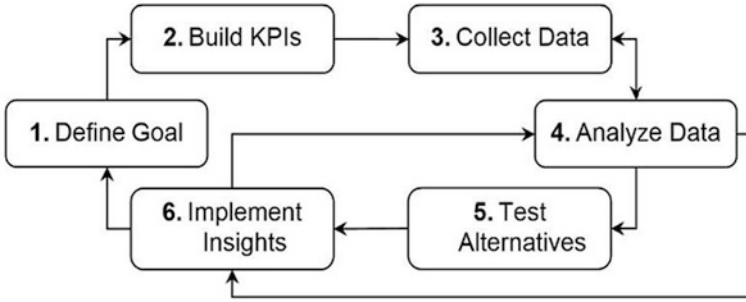 2. Build KPIs
3. Collect Data
1. Define Goal
4. Analyze Data
6. Implement
Insights
5. Test
Alternatives